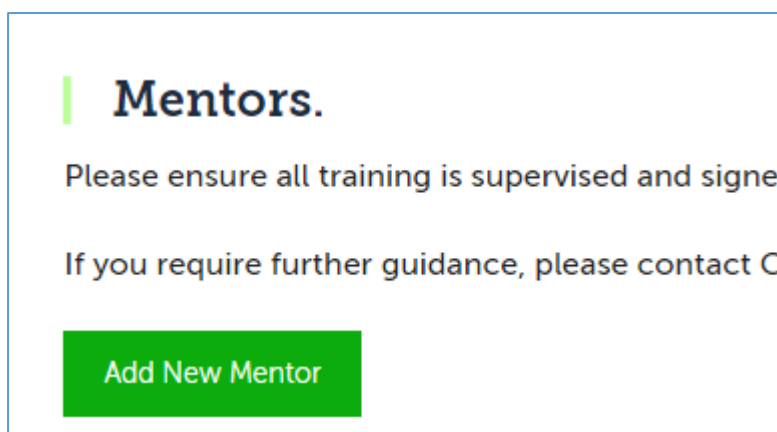 Mentors.
Please ensure all training is supervised and
If you require further guidance, please contact
Add New Mentor